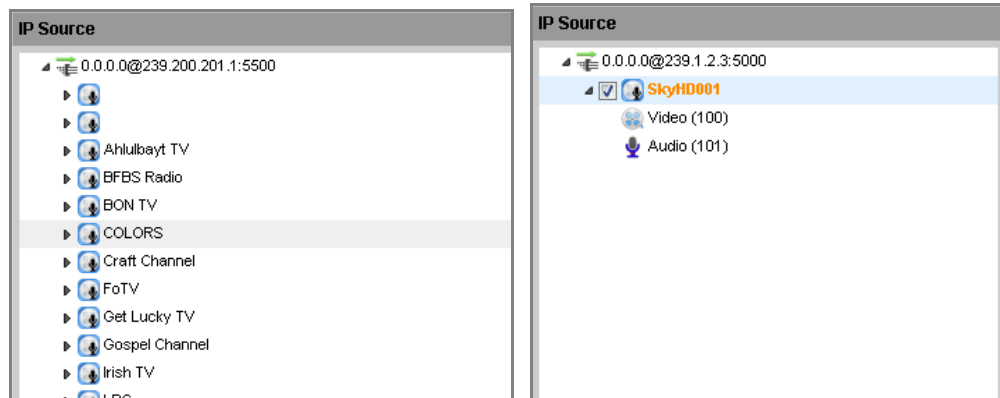 IP Source
0.0.0.0@239.200.201.1:5500
Ahlulbayt TV
BFBS Radio
BON TV
COLORS
Craft Channel
FoTV
Get Lucky TV
Gospel Channel
Irish TV
IP Source
0.0.0.0@239.1.2.3:5000
SkyHD001
Video (100)
Audio (101)